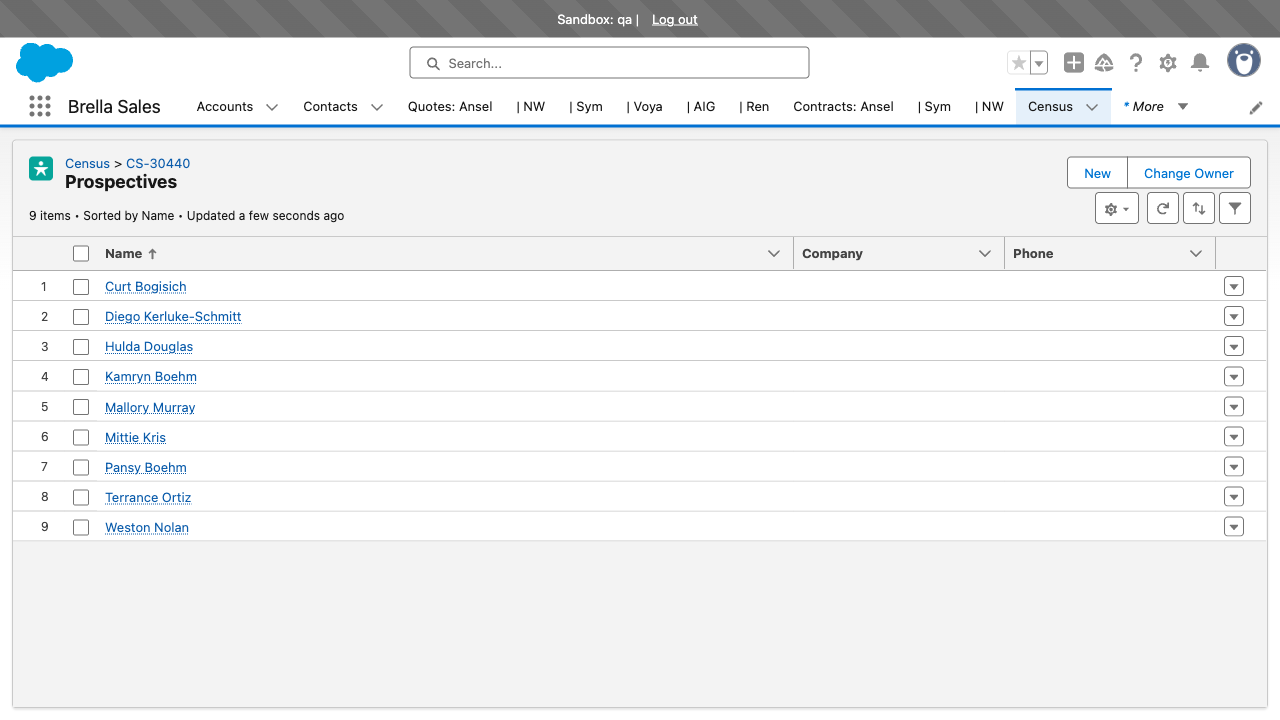 Sandbox: qa | Log out
Search...
Brella Sales Accounts Contacts Quotes: Ansel | NW | Sym | Voya | AIG | Ren Contracts: Ansel | Sym | NW Census * More
Census > CS-30440
Prospectives
New Change Owner
9 items • Sorted by Name • Updated a few seconds ago
Name Company Phone
1 Curt Bogisich
2 Diego Kerluke-Schmitt
3 Hulda Douglas
4 Kamryn Boehm
5 Mallory Murray
6 Mittie Kris
7 Pansy Boehm
8 Terrance Ortiz
9 Weston Nolan